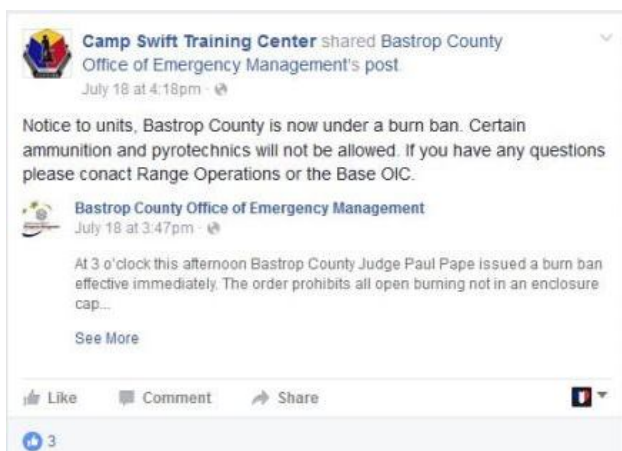 Camp Swift Training Center shared Bastrop County
Office of Emergency Management's post.
July 18 at 4:18pm ·
Notice to units, Bastrop County is now under a burn ban. Certain
ammunition and pyrotechnics will not be allowed. If you have any questions
please conact Range Operations or the Base OIC.
Bastrop County Office of Emergency Management
July 18 at 3:47pm ·
At 3 o'clock this afternoon Bastrop County Judge Paul Pape issued a burn ban
effective immediately. The order prohibits all open burning not in an enclosure
cap...
See More
Like Comment Share
3